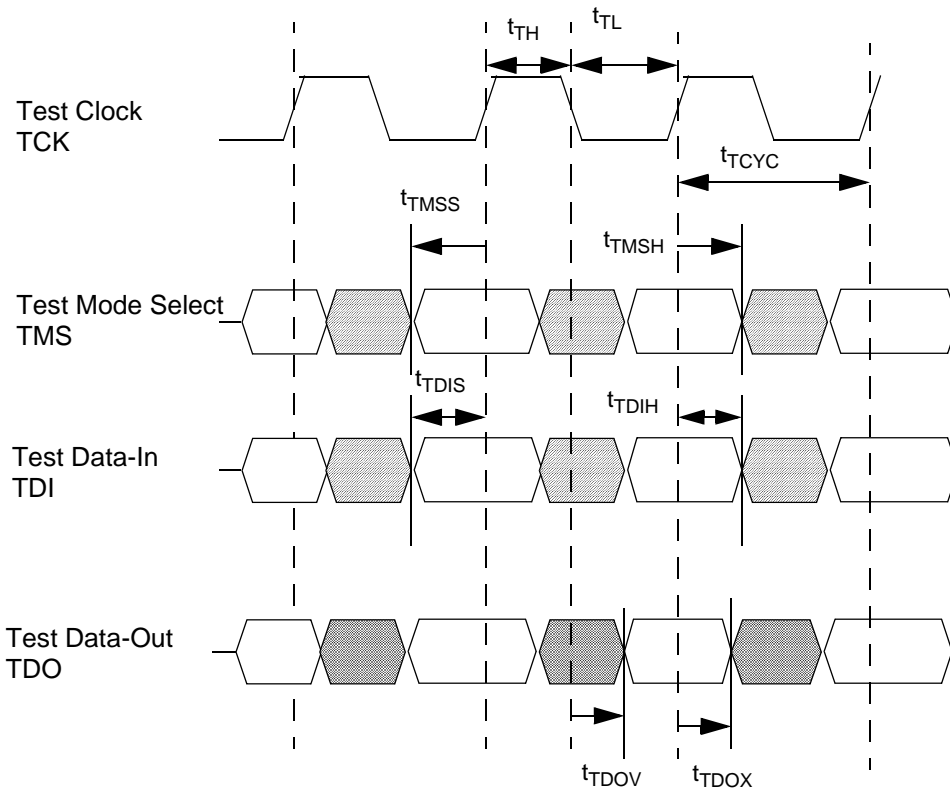 tTH
tTL
Test Clock
TCK
tTCYC
tTMSS
tTMSH
Test Mode Select
TMS
tTDIS
tTDIH
Test Data-In
TDI
Test Data-Out
TDO
tTDOV
tTDOX